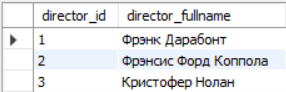 director_id director_fullname
1 Фрэнк Дарабонт
2 Фрэнсис Форд Коппола
3 Кристофер Нолан